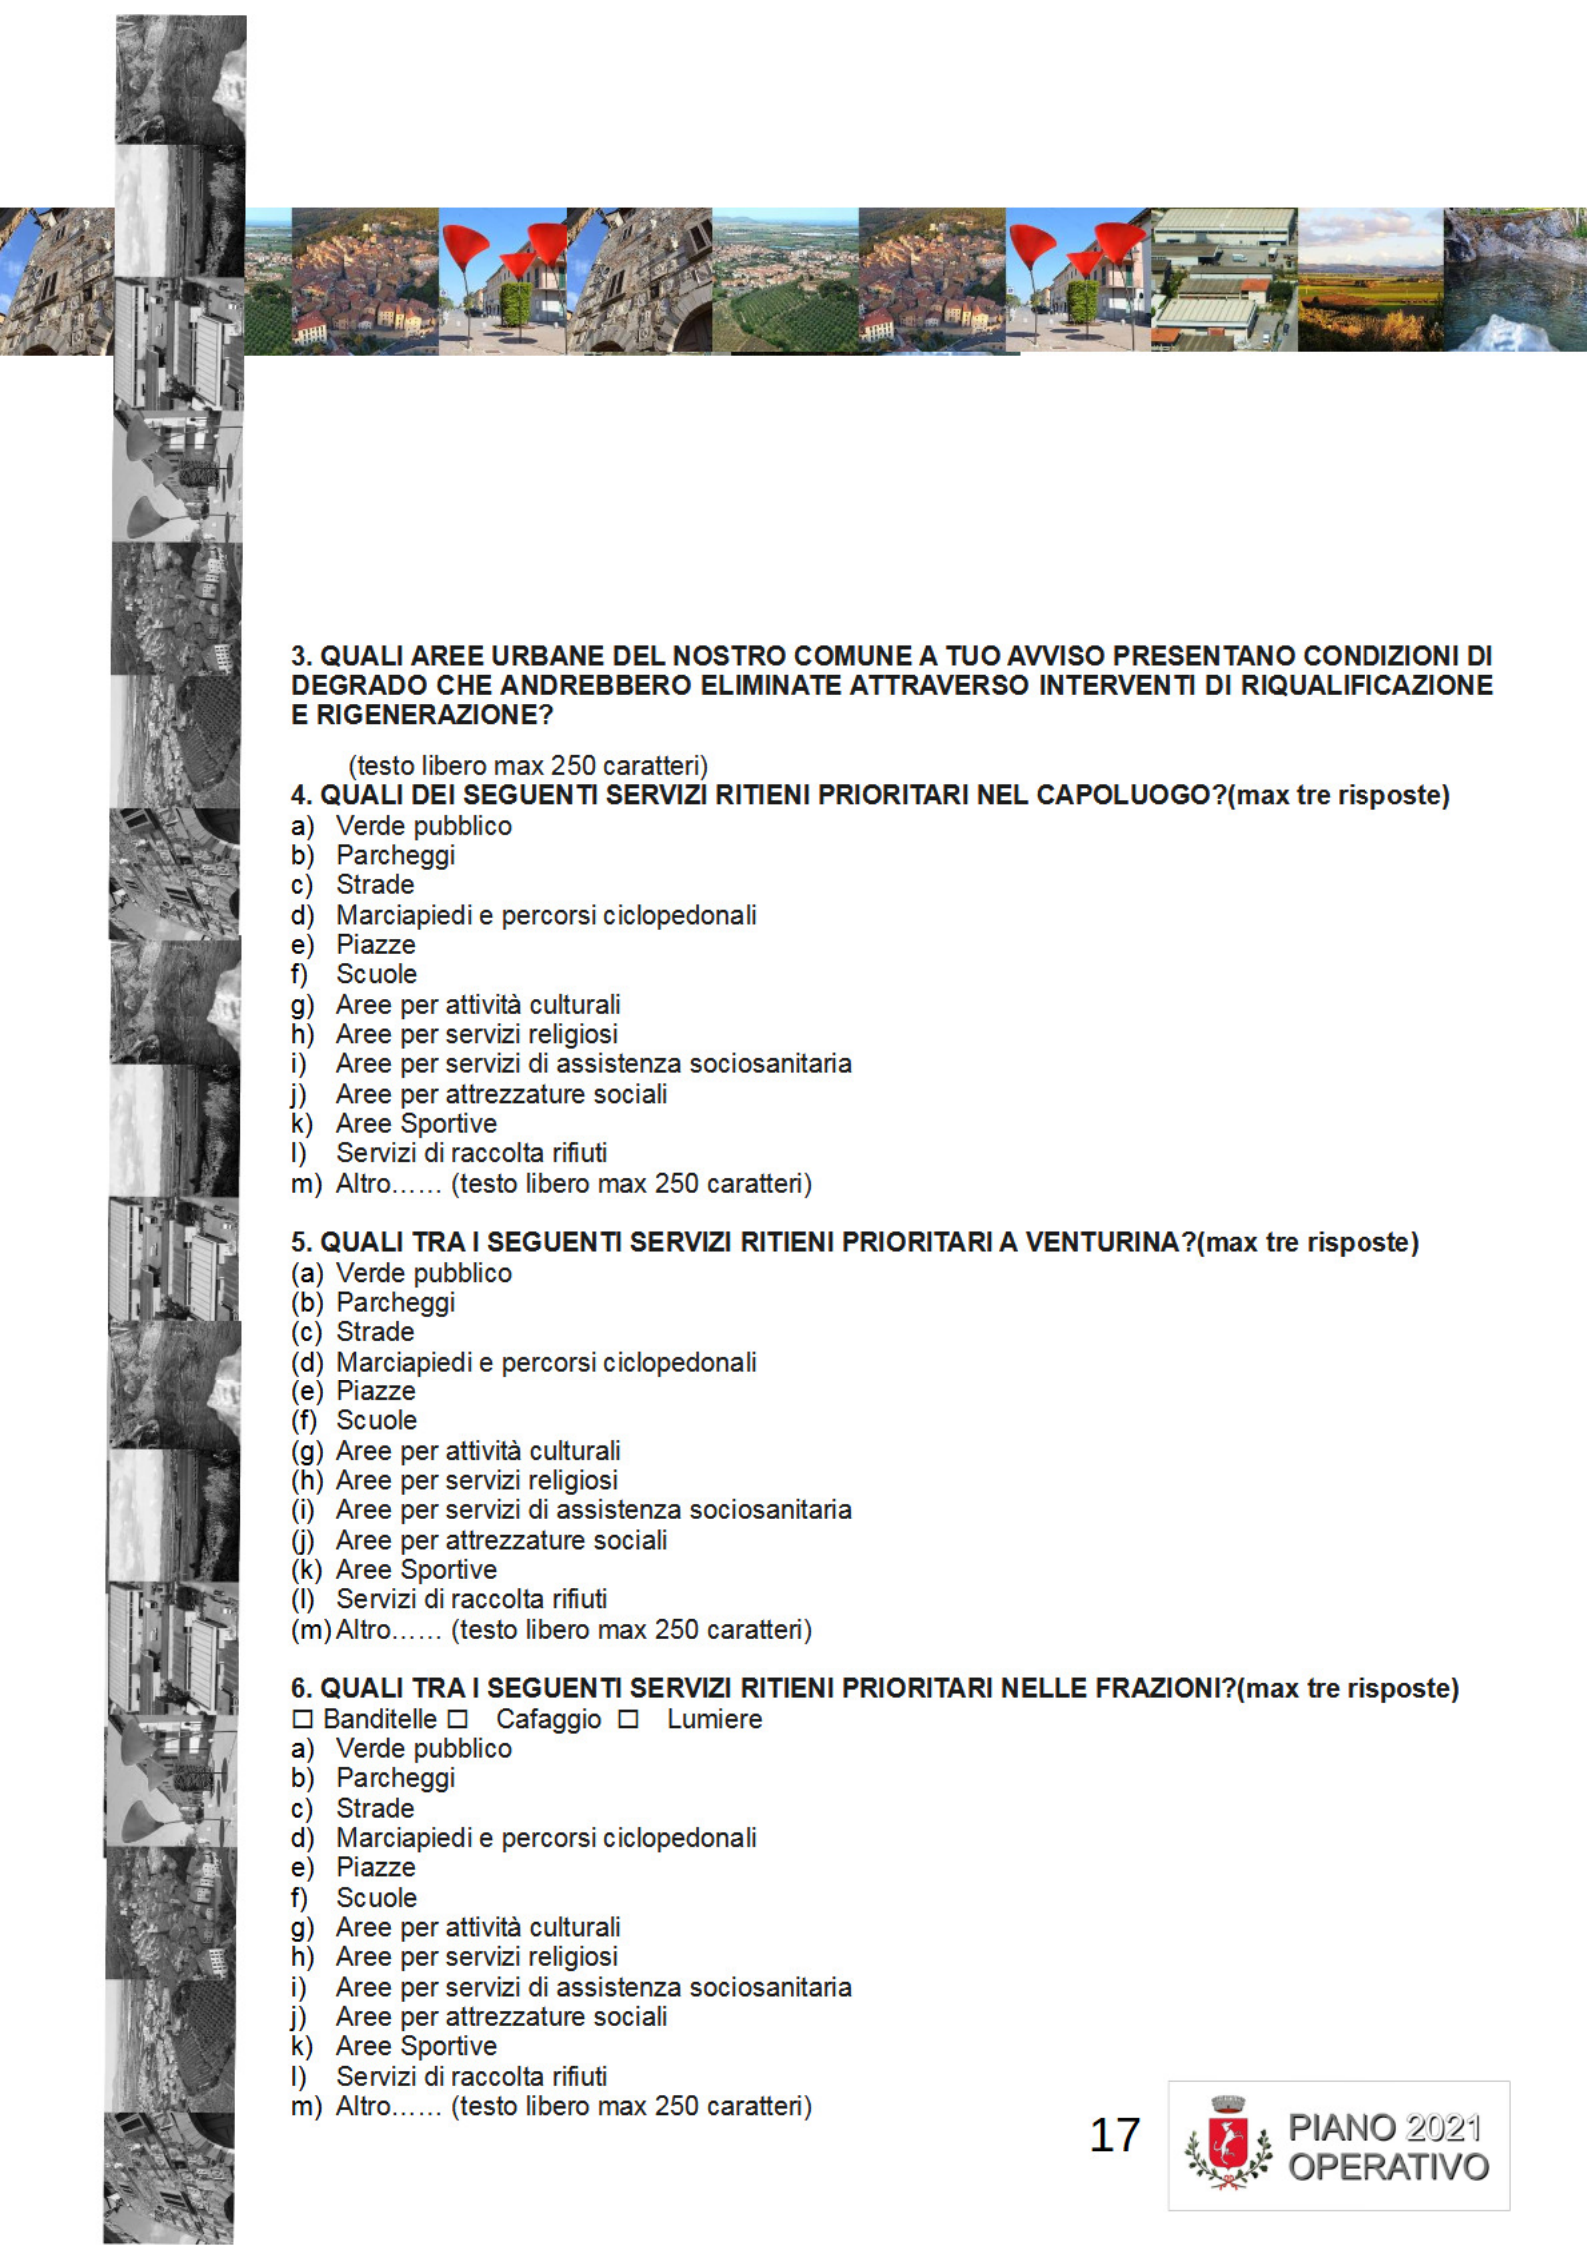 3. QUALI AREE URBANE DEL NOSTRO COMUNE A TUO AVVISO PRESENTANO CONDIZIONI DI
DEGRADO CHE ANDREBBERO ELIMINATE ATTRAVERSO INTERVENTI DI RIQUALIFICAZIONE
E RIGENERAZIONE?
(testo libero max 250 caratteri)
4. QUALI DEI SEGUENTI SERVIZI RITIENI PRIORITARI NEL CAPOLUOGO?(max tre risposte)
a) Verde pubblico
b) Parcheggi
c) Strade
d) Marciapiedi e percorsi ciclopedonali
e) Piazze
f) Scuole
g) Aree per attività culturali
h) Aree per servizi religiosi
i) Aree per servizi di assistenza sociosanitaria
j) Aree per attrezzature sociali
k) Aree Sportive
l) Servizi di raccolta rifiuti
m) Altro…… (testo libero max 250 caratteri)
5. QUALI TRA I SEGUENTI SERVIZI RITIENI PRIORITARI A VENTURINA?(max tre risposte)
(a) Verde pubblico
(b) Parcheggi
(c) Strade
(d) Marciapiedi e percorsi ciclopedonali
(e) Piazze
(f) Scuole
(g) Aree per attività culturali
(h) Aree per servizi religiosi
(i) Aree per servizi di assistenza sociosanitaria
(j) Aree per attrezzature sociali
(k) Aree Sportive
(l) Servizi di raccolta rifiuti
(m) Altro…… (testo libero max 250 caratteri)
6. QUALI TRA I SEGUENTI SERVIZI RITIENI PRIORITARI NELLE FRAZIONI?(max tre risposte)
☐ Banditelle ☐ Cafaggio ☐ Lumiere
a) Verde pubblico
b) Parcheggi
c) Strade
d) Marciapiedi e percorsi ciclopedonali
e) Piazze
f) Scuole
g) Aree per attività culturali
h) Aree per servizi religiosi
i) Aree per servizi di assistenza sociosanitaria
j) Aree per attrezzature sociali
k) Aree Sportive
l) Servizi di raccolta rifiuti
m) Altro…… (testo libero max 250 caratteri)
17
PIANO 2021
OPERATIVO